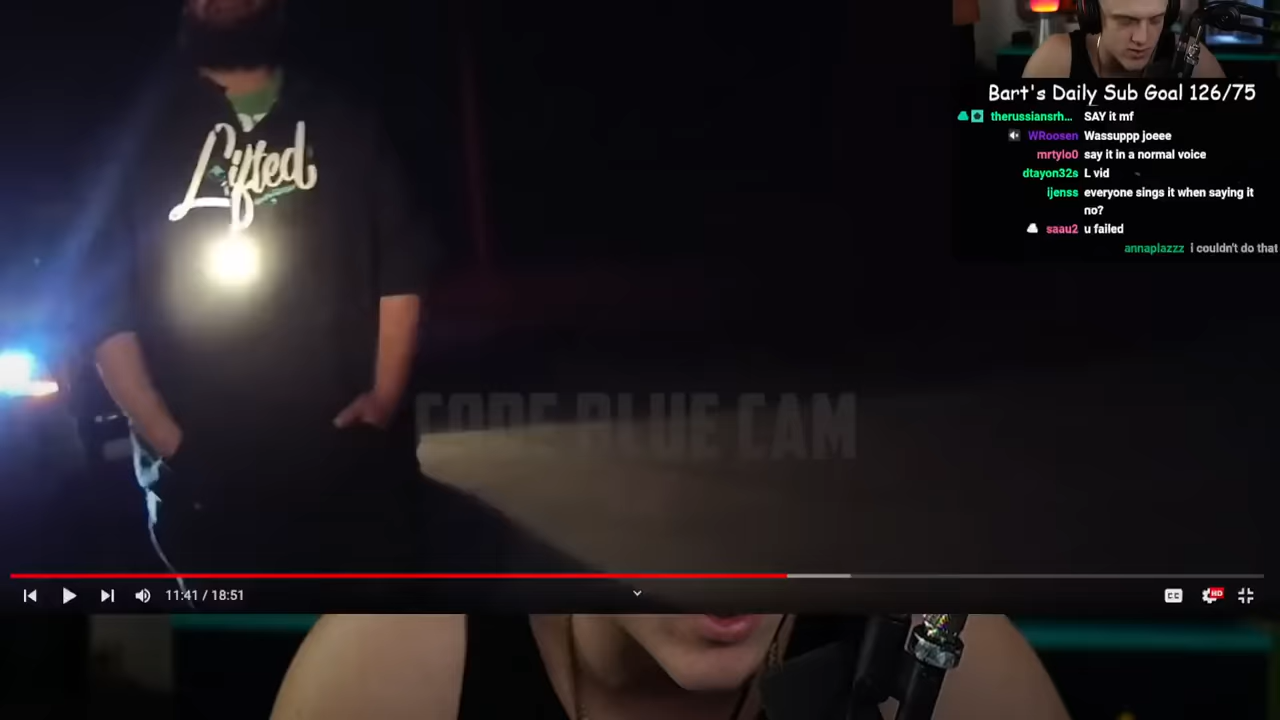 Lifted
CODE BLUE CAM
11:41 / 18:51
CC
HD
Bart's Daily Sub Goal 126/75
therussiansrh... SAY it mf
WRoosen Wassuppp joeee
mrtylo0 say it in a normal voice
dtayon32s L vid
ijenss everyone sings it when saying it
no?
saau2 u failed
annaplazzz i couldn't do that